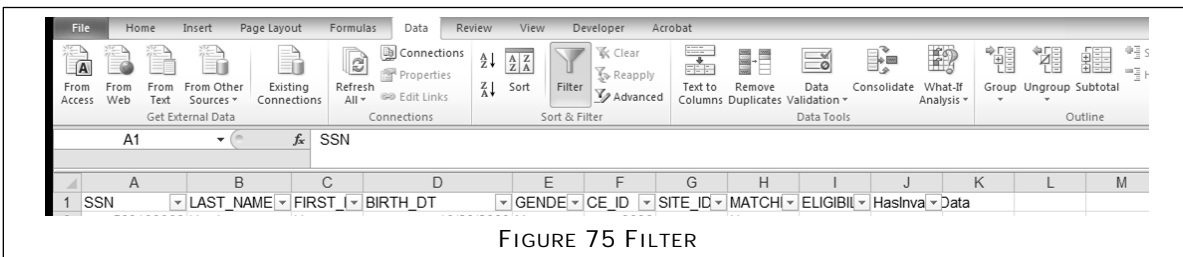 File Home Insert Page Layout Formulas Data Review View Developer Acrobat
From Access
From Web
From Text
From Other Sources
Existing Connections
Get External Data
Refresh All
Connections
Properties
Edit Links
Connections
Sort
Filter
Clear
Reapply
Advanced
Sort & Filter
Text to Columns
Remove Duplicates
Data Validation
Consolidate
What-If Analysis
Data Tools
Group
Ungroup
Subtotal
Outline
A1 fx SSN
A B C D E F G H I J K L M
1 SSN LAST_NAME FIRST_ BIRTH_DT GENDE CE_ID SITE_ID MATCH ELIGIBIL HasInva Data
FIGURE 75 FILTER